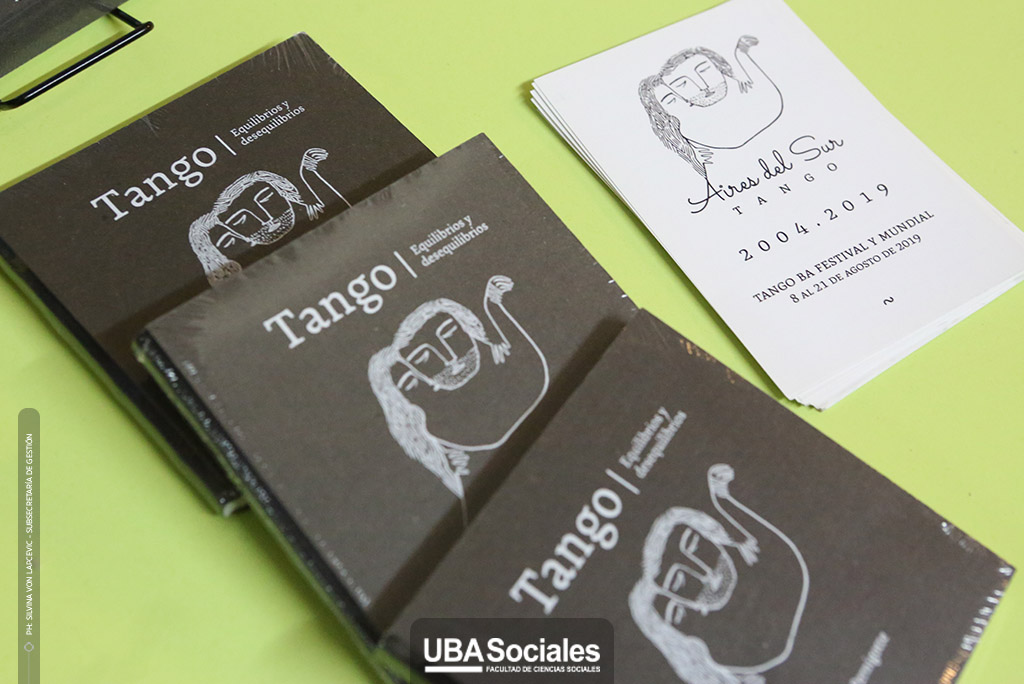 Tango
Equilibrios y
desequilibrios
Tango
Equilibrios y
desequilibrios
Tango
Equilibrios y
desequilibrios
Aires del Sur
TANGO
2004.2019
TANGO BA FESTIVAL Y MUNDIAL
8 AL 21 DE AGOSTO DE 2019
~
PH: SILVINA VON LAPCEVIC - SUBSECRETARÍA DE GESTIÓN
UBASociales
FACULTAD DE CIENCIAS SOCIALES